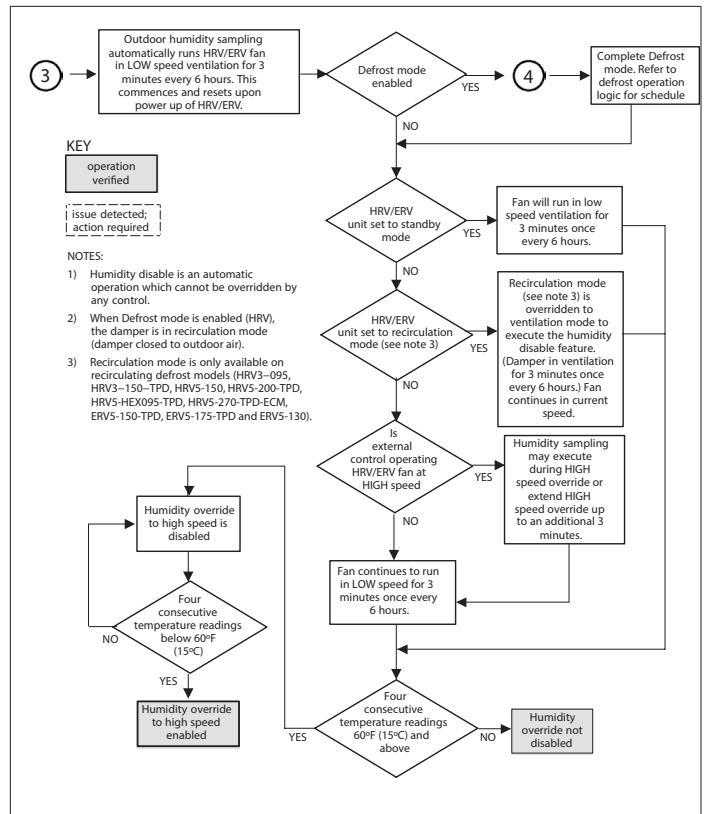 3
Outdoor humidity sampling
automatically runs HRV/ERV fan
in LOW speed ventilation for 3
minutes every 6 hours. This
commences and resets upon
power up of HRV/ERV.
Defrost mode
enabled
YES
4
Complete Defrost
mode. Refer to
defrost operation
logic for schedule
NO
KEY
operation
verified
issue detected;
action required
NOTES:
1) Humidity disable is an automatic
operation which cannot be overridden by
any control.
2) When Defrost mode is enabled (HRV),
the damper is in recirculation mode
(damper closed to outdoor air).
3) Recirculation mode is only available on
recirculating defrost models (HRV3–095,
HRV3–150–TPD, HRV5-150, HRV5-200-TPD,
HRV5-HEX095-TPD, HRV5-270-TPD-ECM,
ERV5-150-TPD, ERV5-175-TPD and ERV5-130).
HRV/ERV
unit set to standby
mode
YES
Fan will run in low
speed ventilation for
3 minutes once
every 6 hours.
NO
HRV/ERV
unit set to recirculation
mode (see note 3)
YES
Recirculation mode
(see note 3) is
overridden to
ventilation mode to
execute the humidity
disable feature.
(Damper in ventilation
for 3 minutes once
every 6 hours.) Fan
continues in current
speed.
NO
Is
external
control operating
HRV/ERV fan at
HIGH speed
YES
Humidity sampling
may execute
during HIGH
speed override or
extend HIGH
speed override up
to an additional 3
minutes.
NO
Fan continues to run
in LOW speed for 3
minutes once every
6 hours.
Four
consecutive
temperature readings
60ºF (15ºC) and
above
YES
NO
Humidity
override not
disabled
Humidity override
to high speed is
disabled
Four
consecutive
temperature readings
below 60ºF
(15ºC)
NO
YES
Humidity override
to high speed
enabled